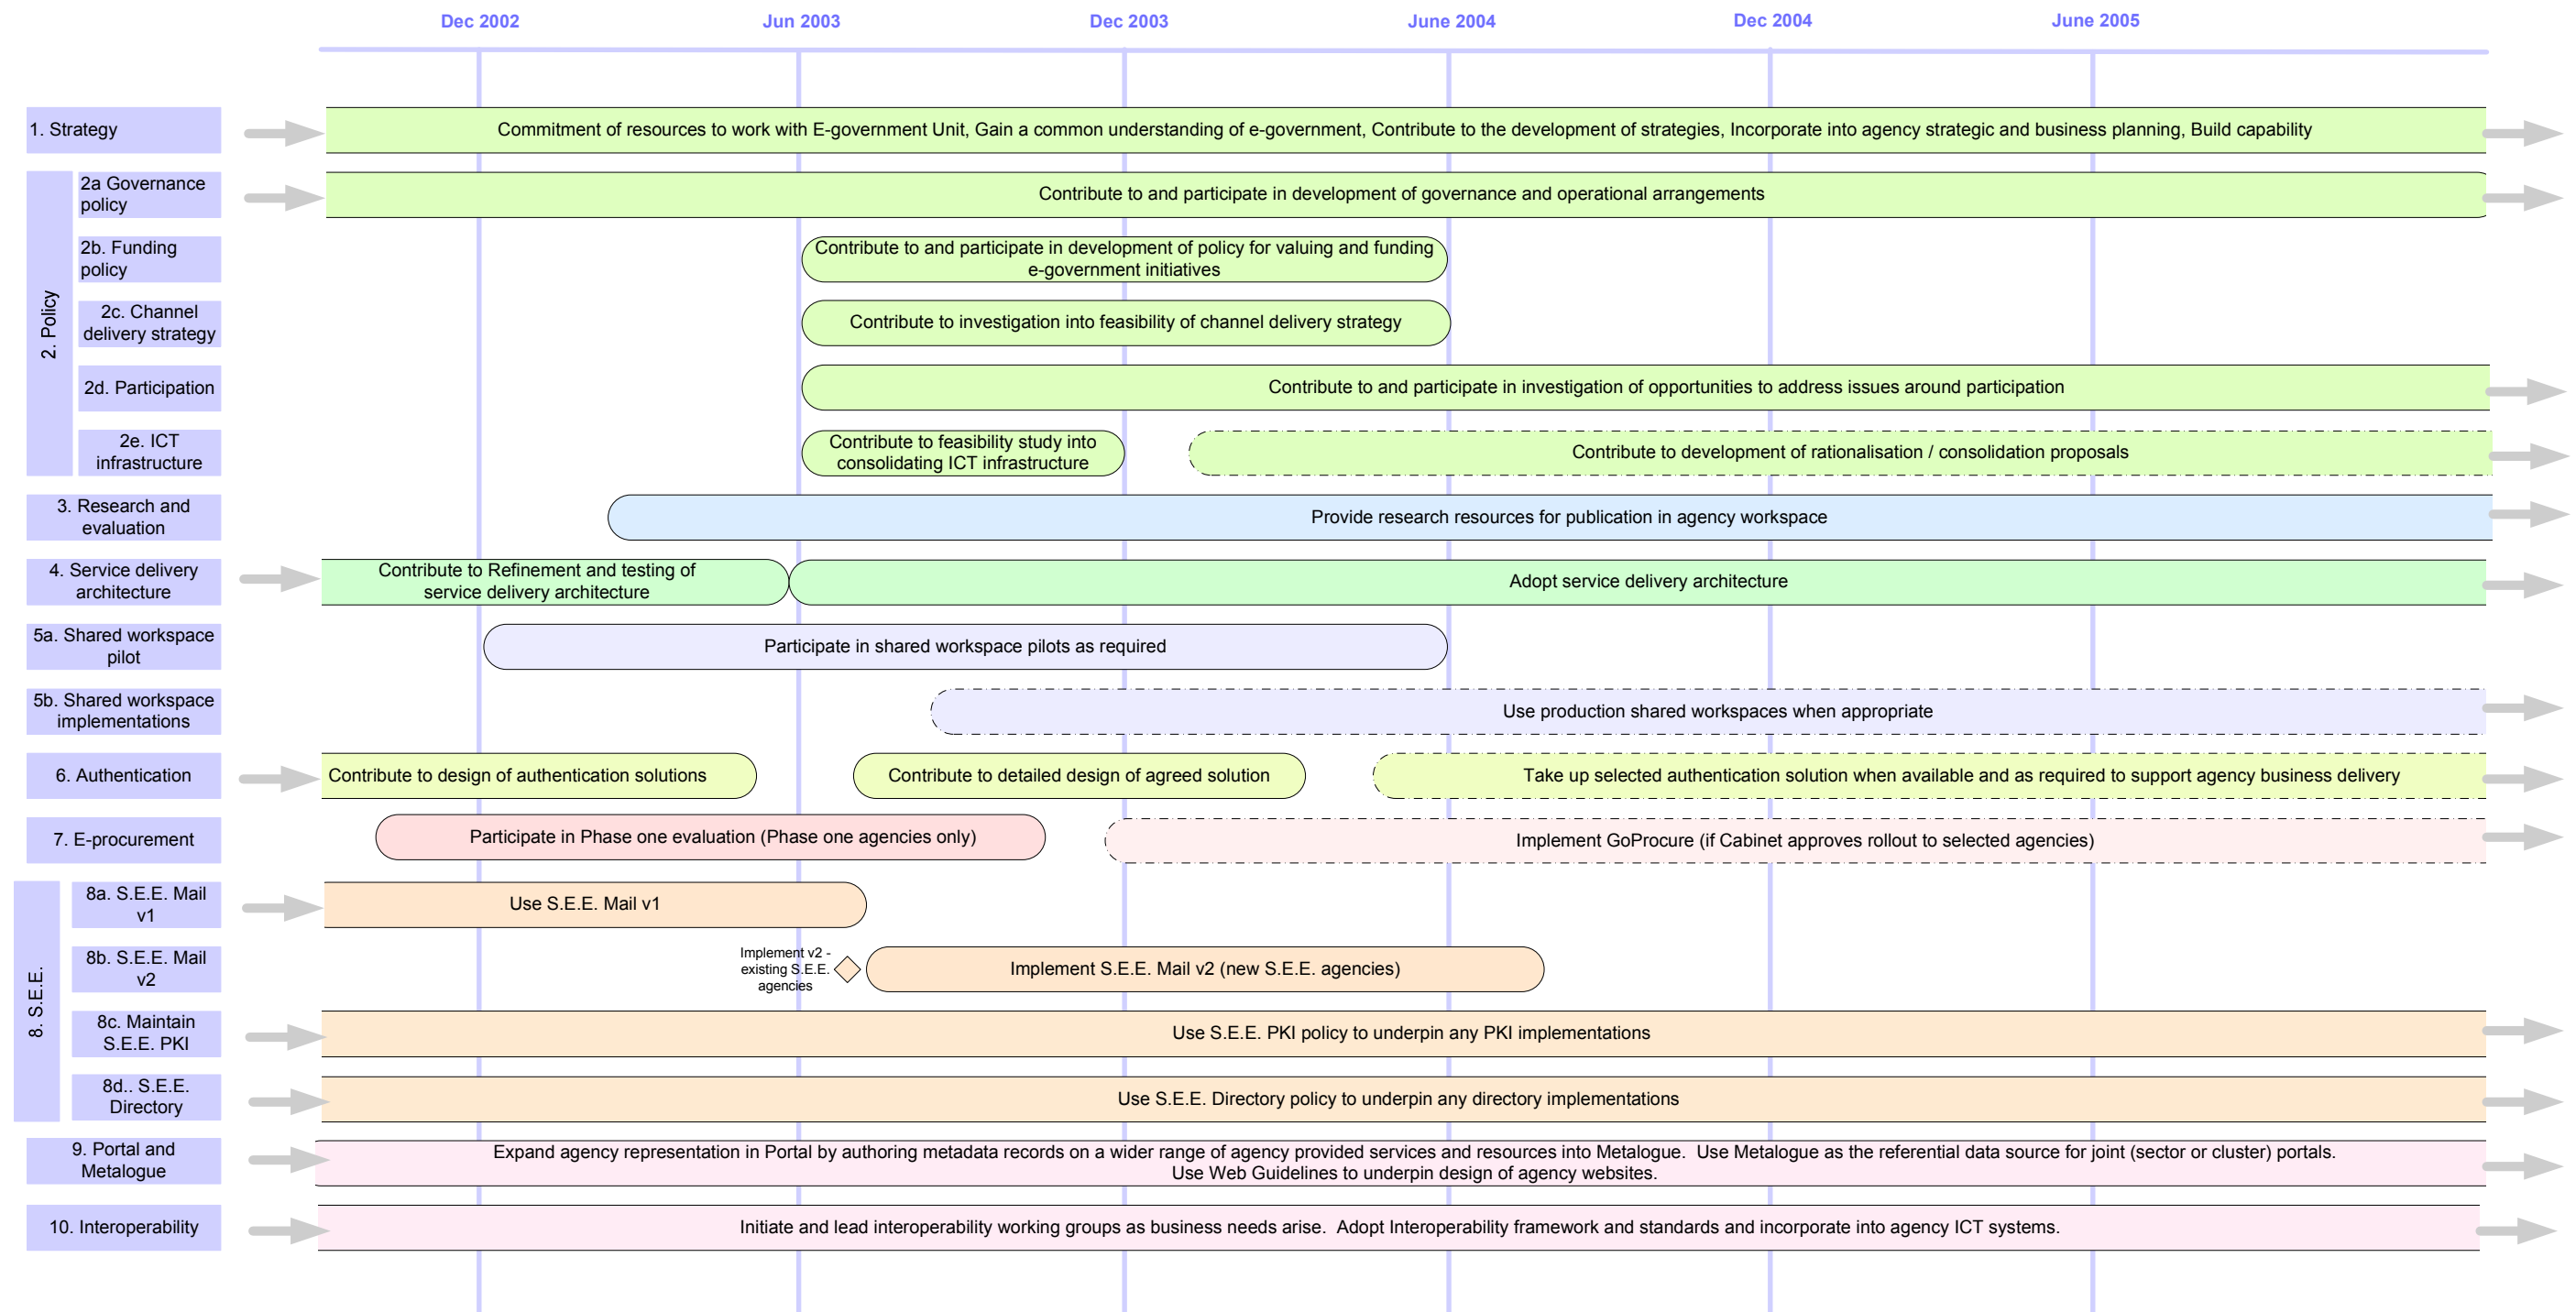 Dec 2002
Jun 2003
Dec 2003
June 2004
Dec 2004
June 2005
1. Strategy
Commitment of resources to work with E-government Unit, Gain a common understanding of e-government, Contribute to the development of strategies, Incorporate into agency strategic and business planning, Build capability
2. Policy
2a Governance
policy
Contribute to and participate in development of governance and operational arrangements
2b. Funding
policy
Contribute to and participate in development of policy for valuing and funding
e-government initiatives
2c. Channel
delivery strategy
Contribute to investigation into feasibility of channel delivery strategy
2d. Participation
Contribute to and participate in investigation of opportunities to address issues around participation
2e. ICT
infrastructure
Contribute to feasibility study into
consolidating ICT infrastructure
Contribute to development of rationalisation / consolidation proposals
3. Research and
evaluation
Provide research resources for publication in agency workspace
4. Service delivery
architecture
Contribute to Refinement and testing of
service delivery architecture
Adopt service delivery architecture
5a. Shared workspace
pilot
Participate in shared workspace pilots as required
5b. Shared workspace
implementations
Use production shared workspaces when appropriate
6. Authentication
Contribute to design of authentication solutions
Contribute to detailed design of agreed solution
Take up selected authentication solution when available and as required to support agency business delivery
7. E-procurement
Participate in Phase one evaluation (Phase one agencies only)
Implement GoProcure (if Cabinet approves rollout to selected agencies)
8. S.E.E.
8a. S.E.E. Mail
v1
Use S.E.E. Mail v1
8b. S.E.E. Mail
v2
Implement v2 -
existing S.E.E.
agencies
Implement S.E.E. Mail v2 (new S.E.E. agencies)
8c. Maintain
S.E.E. PKI
Use S.E.E. PKI policy to underpin any PKI implementations
8d.. S.E.E.
Directory
Use S.E.E. Directory policy to underpin any directory implementations
9. Portal and
Metalogue
Expand agency representation in Portal by authoring metadata records on a wider range of agency provided services and resources into Metalogue.  Use Metalogue as the referential data source for joint (sector or cluster) portals.
Use Web Guidelines to underpin design of agency websites.
10. Interoperability
Initiate and lead interoperability working groups as business needs arise.  Adopt Interoperability framework and standards and incorporate into agency ICT systems.